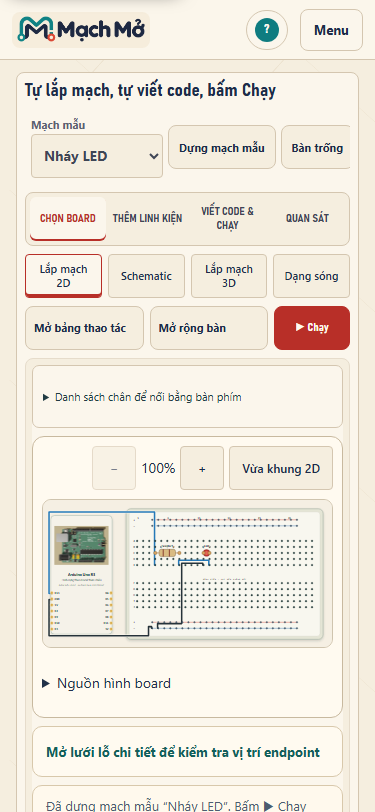 Mạch Mở
?
Menu
Tự lắp mạch, tự viết code, bấm Chạy
Mạch mẫu
Nháy LED
Dựng mạch mẫu
Bàn trống
CHỌN BOARD
THÊM LINH KIỆN
VIẾT CODE &
CHẠY
QUAN SÁT
Lắp mạch
2D
Schematic
Lắp mạch
3D
Dạng sóng
Mở bảng thao tác
Mở rộng bàn
▶ Chạy
▶ Danh sách chân để nối bằng bàn phím
−
100%
+
Vừa khung 2D
Arduino Uno R3
▶ Nguồn hình board
Mở lưới lỗ chi tiết để kiểm tra vị trí endpoint
Đã dựng mạch mẫu “Nháy LED”. Bấm ▶ Chạy